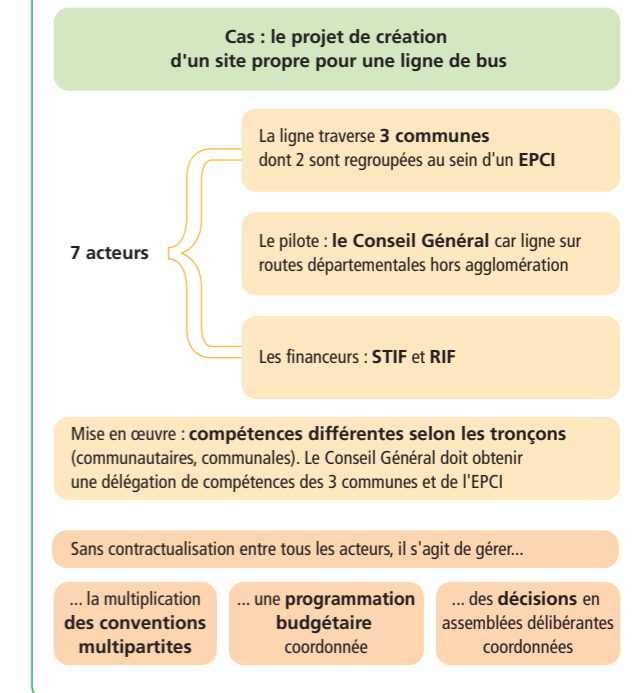 Cas : le projet de création
d'un site propre pour une ligne de bus
La ligne traverse 3 communes
dont 2 sont regroupées au sein d'un EPCI
7 acteurs
Le pilote : le Conseil Général car ligne sur
routes départementales hors agglomération
Les financeurs : STIF et RIF
Mise en œuvre : compétences différentes selon les tronçons
(communautaires, communales). Le Conseil Général doit obtenir
une délégation de compétences des 3 communes et de l'EPCI
Sans contractualisation entre tous les acteurs, il s'agit de gérer...
... la multiplication
des conventions
multipartites
... une programmation
budgétaire
coordonnée
... des décisions en
assemblées délibérantes
coordonnées